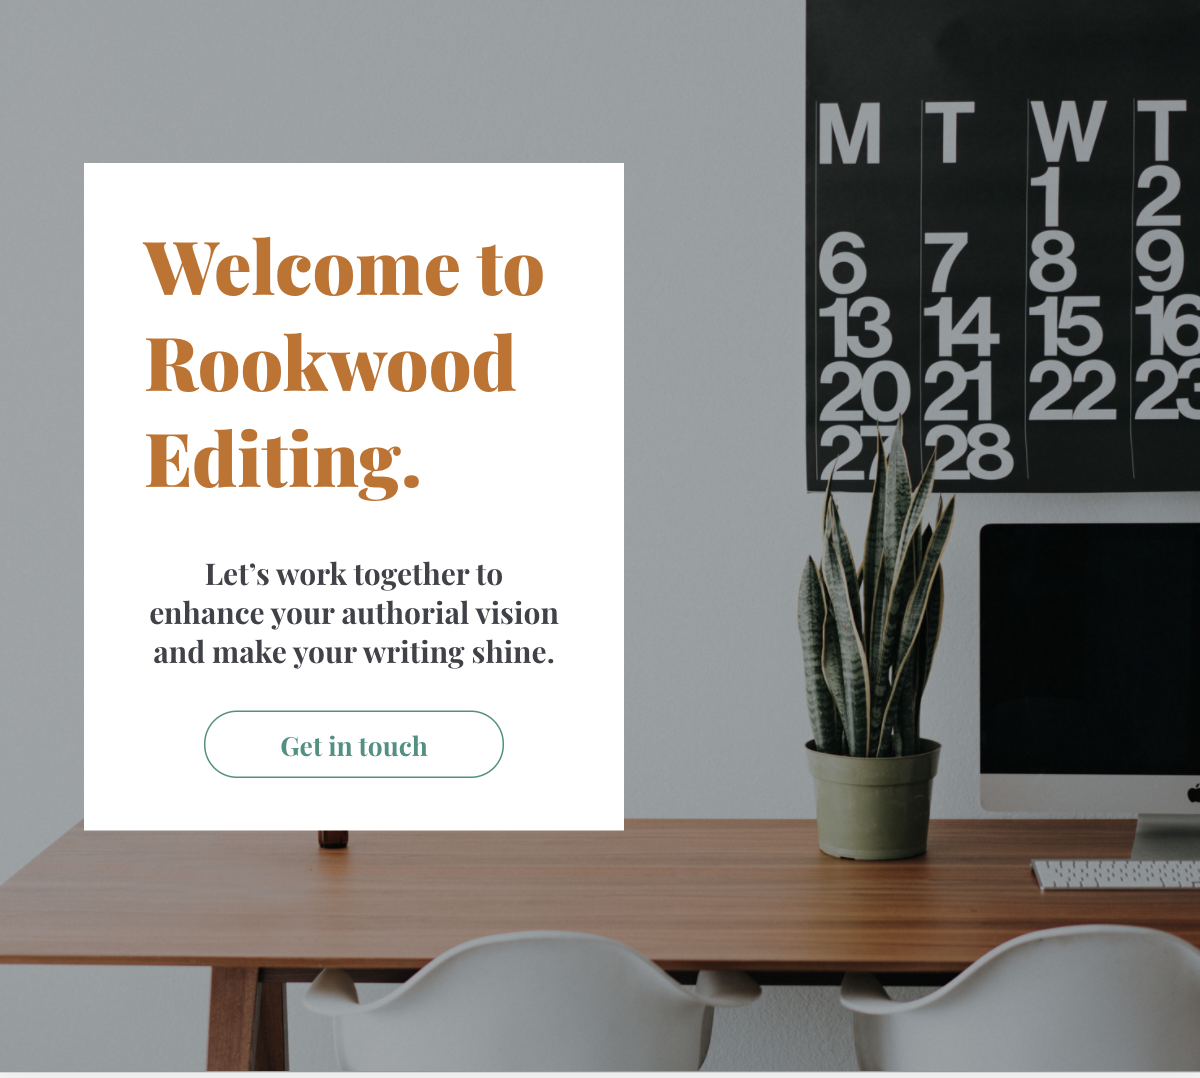 Welcome to
Rookwood
Editing.
Let’s work together to
enhance your authorial vision
and make your writing shine.
Get in touch
M T W T
1 2
6 7 8 9
13 14 15 16
20 21 22 23
27 28